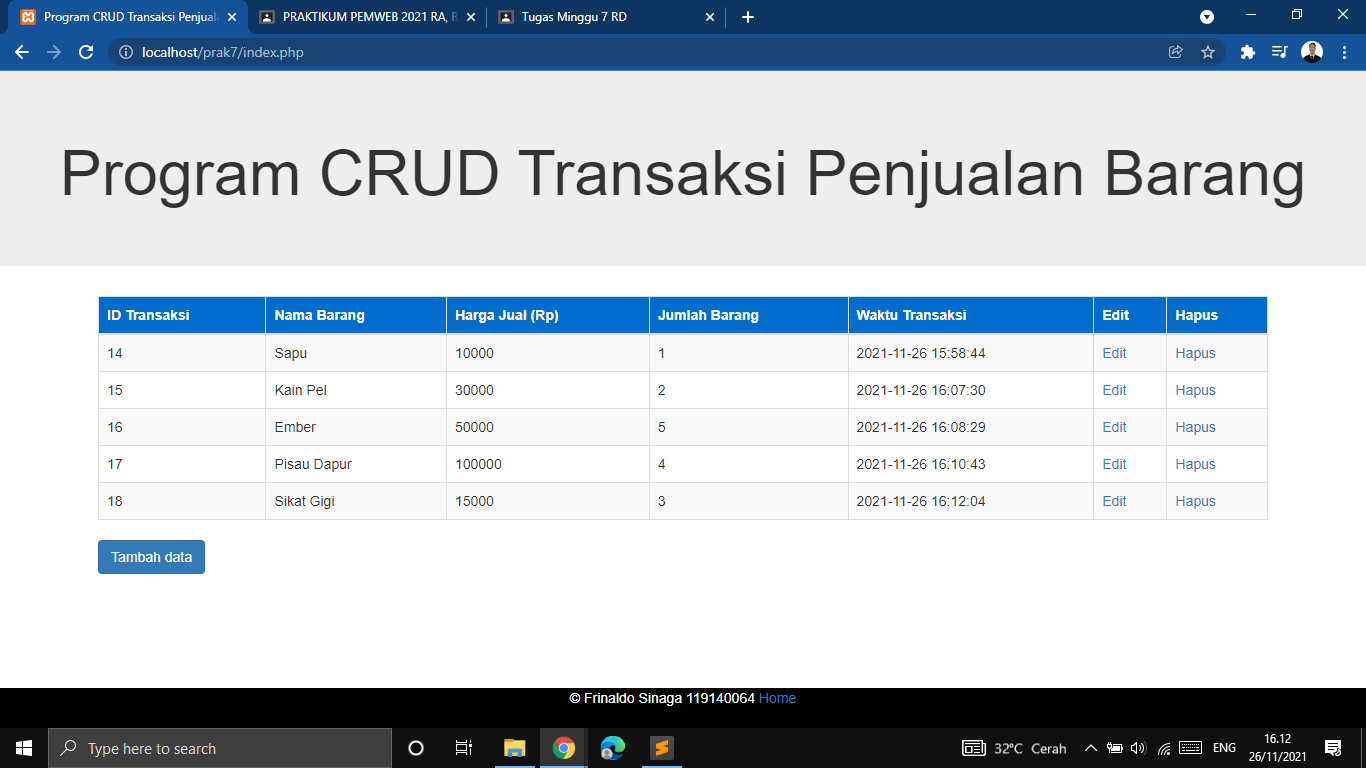 Program CRUD Transaksi Penjual
PRAKTIKUM PEMWEB 2021 RA, R
Tugas Minggu 7 RD
localhost/prak7/index.php
Program CRUD Transaksi Penjualan Barang
ID Transaksi Nama Barang Harga Jual (Rp) Jumlah Barang Waktu Transaksi Edit Hapus
14 Sapu 10000 1 2021-11-26 15:58:44 Edit Hapus
15 Kain Pel 30000 2 2021-11-26 16:07:30 Edit Hapus
16 Ember 50000 5 2021-11-26 16:08:29 Edit Hapus
17 Pisau Dapur 100000 4 2021-11-26 16:10:43 Edit Hapus
18 Sikat Gigi 15000 3 2021-11-26 16:12:04 Edit Hapus
Tambah data
© Frinaldo Sinaga 119140064 Home
Type here to search
32°C Cerah
ENG
16.12
26/11/2021